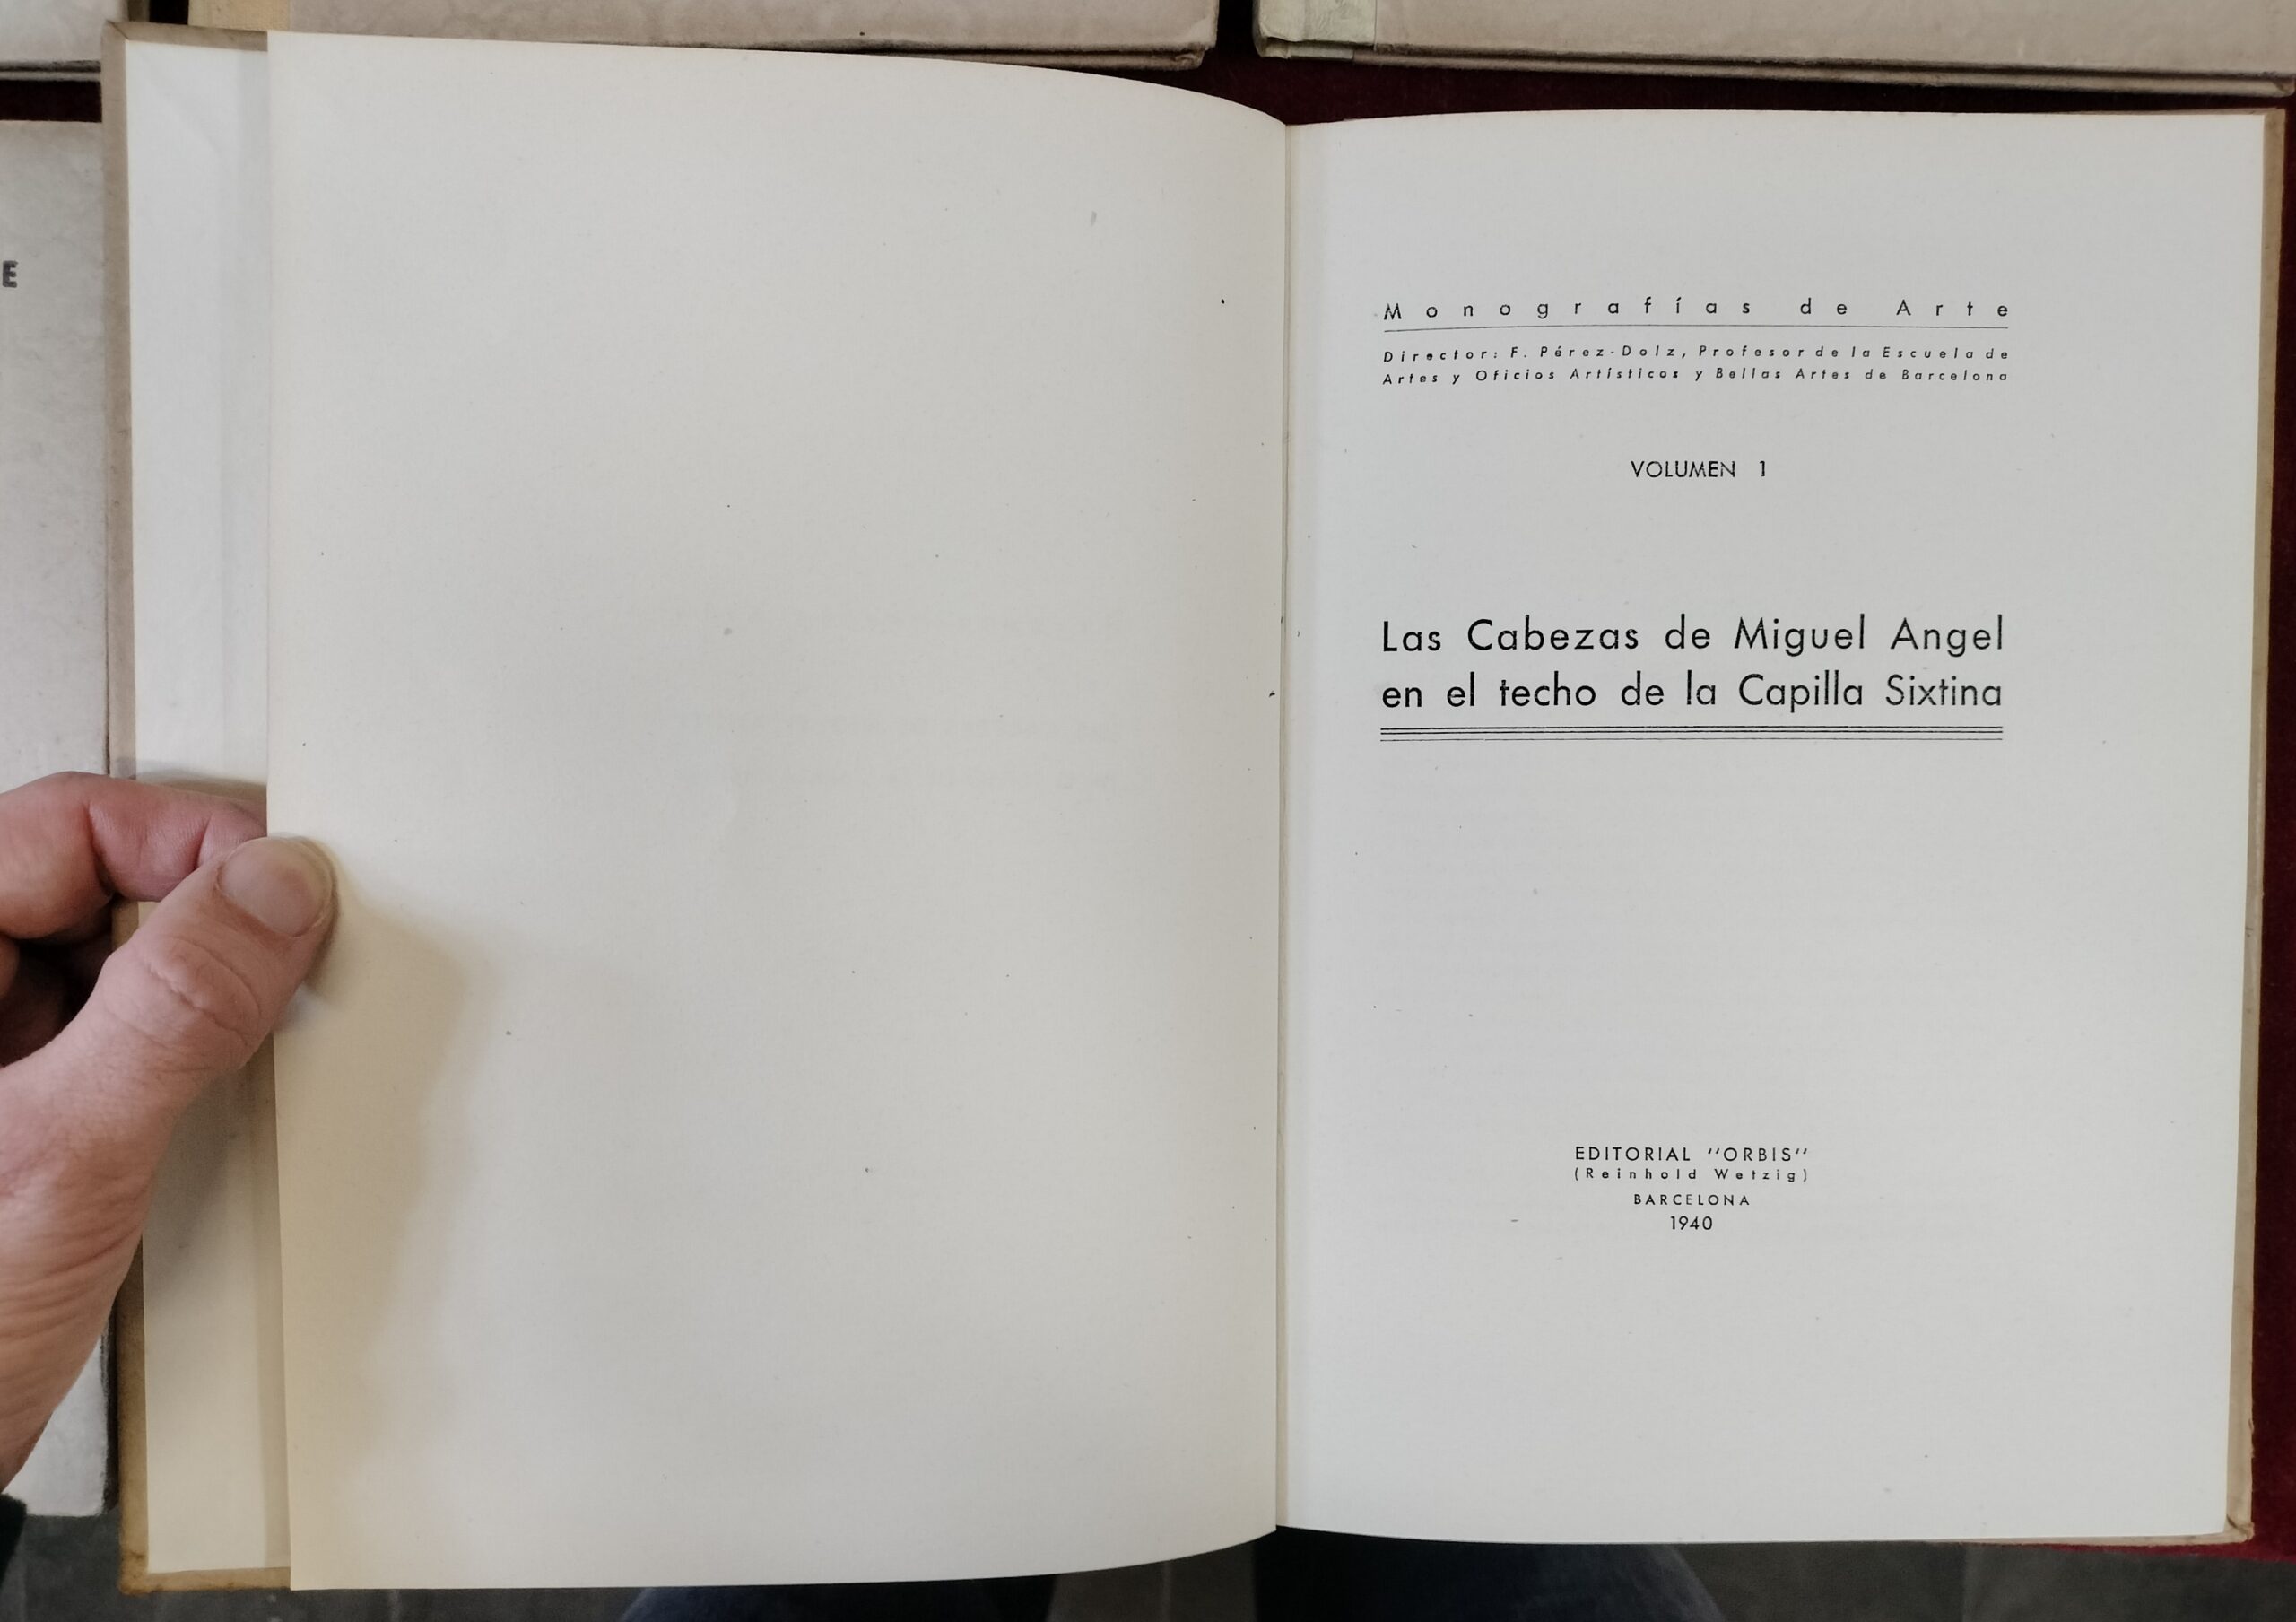 E
Monografías de Arte
Director: F. Pérez-Dolz, Profesor de la Escuela de
Artes y Oficios Artísticos y Bellas Artes de Barcelona
VOLUMEN 1
Las Cabezas de Miguel Angel
en el techo de la Capilla Sixtina
EDITORIAL "ORBIS"
(Reinhold Wetzig)
BARCELONA
1940